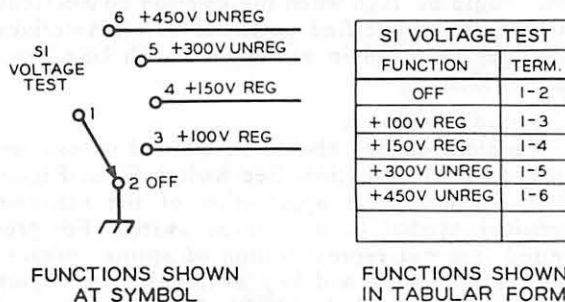 6 +450V UNREG
S1
VOLTAGE
TEST
5 +300V UNREG
4 +150V REG
1
3 +100V REG
2 OFF
FUNCTIONS SHOWN
AT SYMBOL
S1 VOLTAGE TEST
FUNCTION TERM.
OFF 1-2
+100V REG 1-3
+150V REG 1-4
+300V UNREG 1-5
+450V UNREG 1-6
FUNCTIONS SHOWN
IN TABULAR FORM